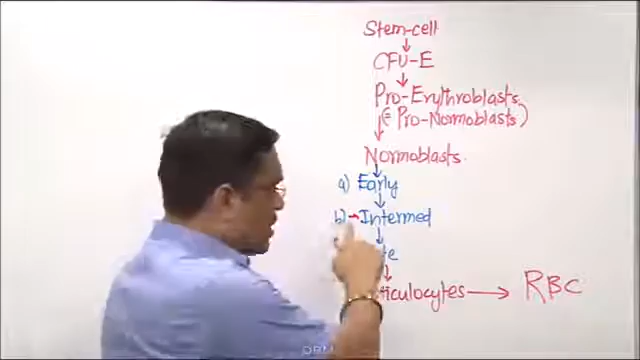 Stem-cell
↓
CFU-E
↓
Pro-Erythroblasts
(= Pro-Normoblasts)
↓
Normoblasts.
↓
a) Early
↓
b) → Intermed
↓
↓
→ RBC